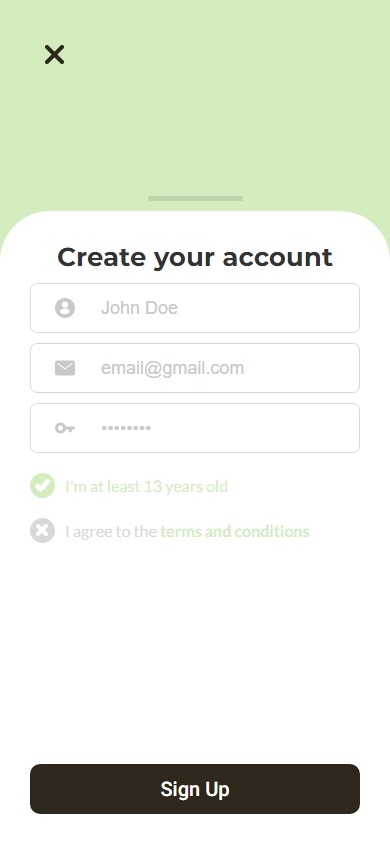 Create your account
John Doe
email@gmail.com
••••••••
I'm at least 13 years old
I agree to the terms and conditions
Sign Up